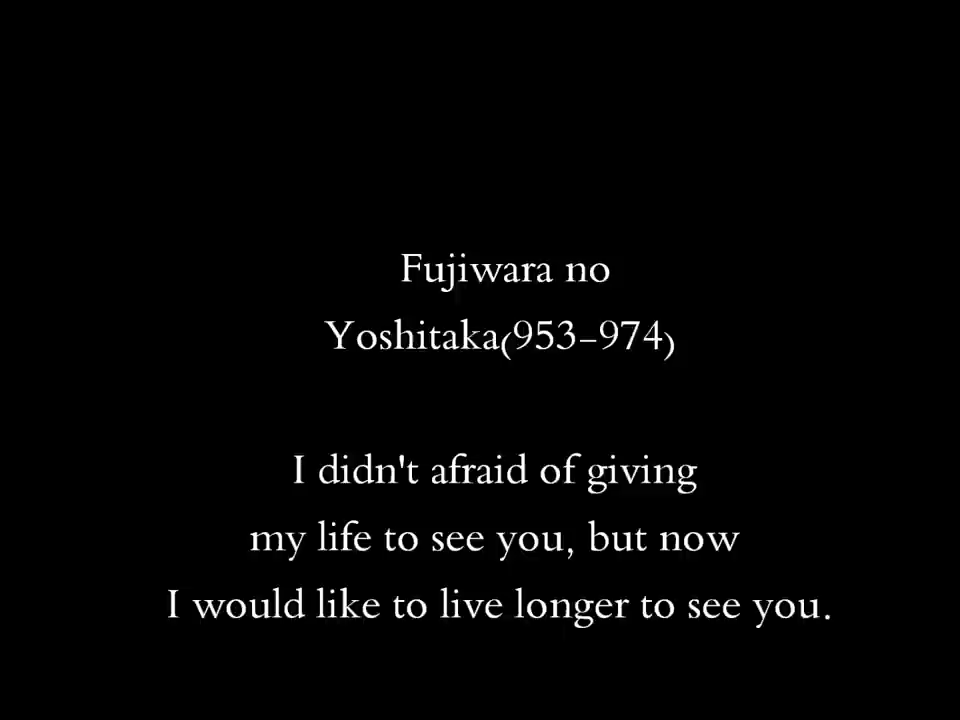 Fujiwara no
Yoshitaka(953-974)
I didn't afraid of giving
my life to see you, but now
I would like to live longer to see you.